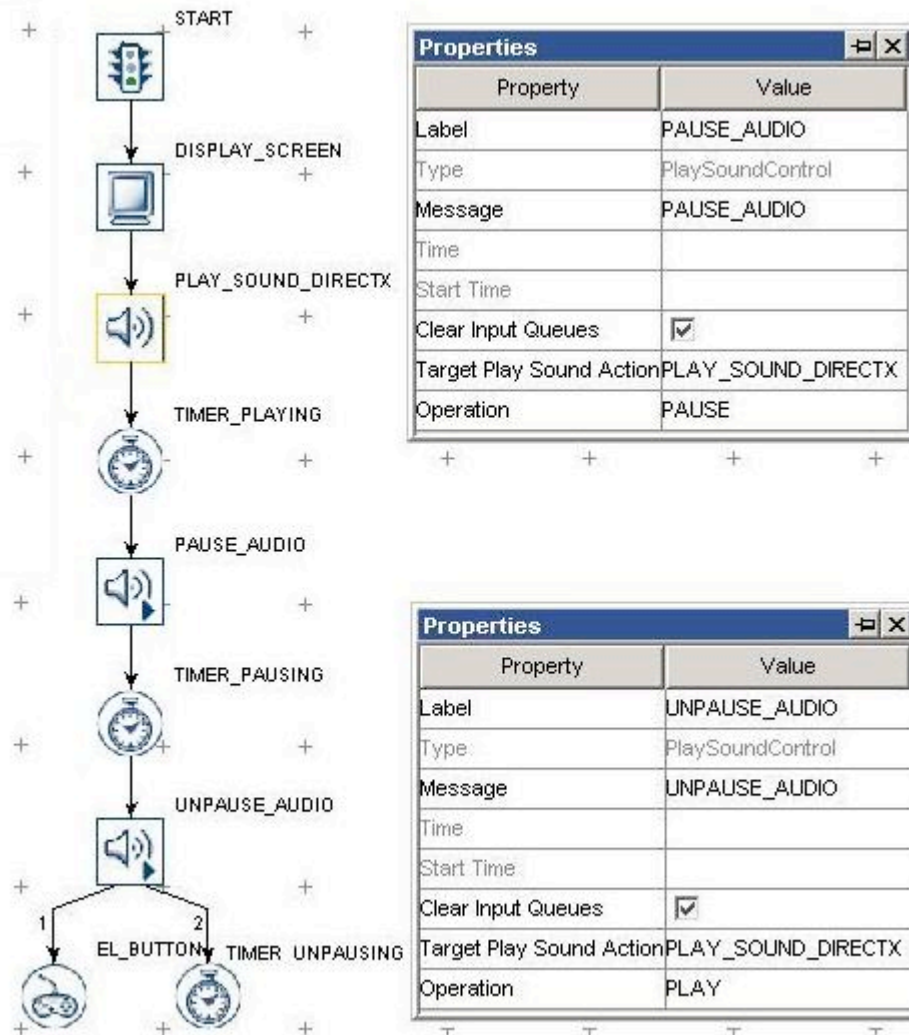 START
DISPLAY_SCREEN
PLAY_SOUND_DIRECTX
TIMER_PLAYING
PAUSE_AUDIO
TIMER_PAUSING
UNPAUSE_AUDIO
1
2
EL_BUTTON
TIMER_UNPAUSING
Properties
Property Value
Label PAUSE_AUDIO
Type PlaySoundControl
Message PAUSE_AUDIO
Time
Start Time
Clear Input Queues
Target Play Sound Action PLAY_SOUND_DIRECTX
Operation PAUSE
Properties
Property Value
Label UNPAUSE_AUDIO
Type PlaySoundControl
Message UNPAUSE_AUDIO
Time
Start Time
Clear Input Queues
Target Play Sound Action PLAY_SOUND_DIRECTX
Operation PLAY